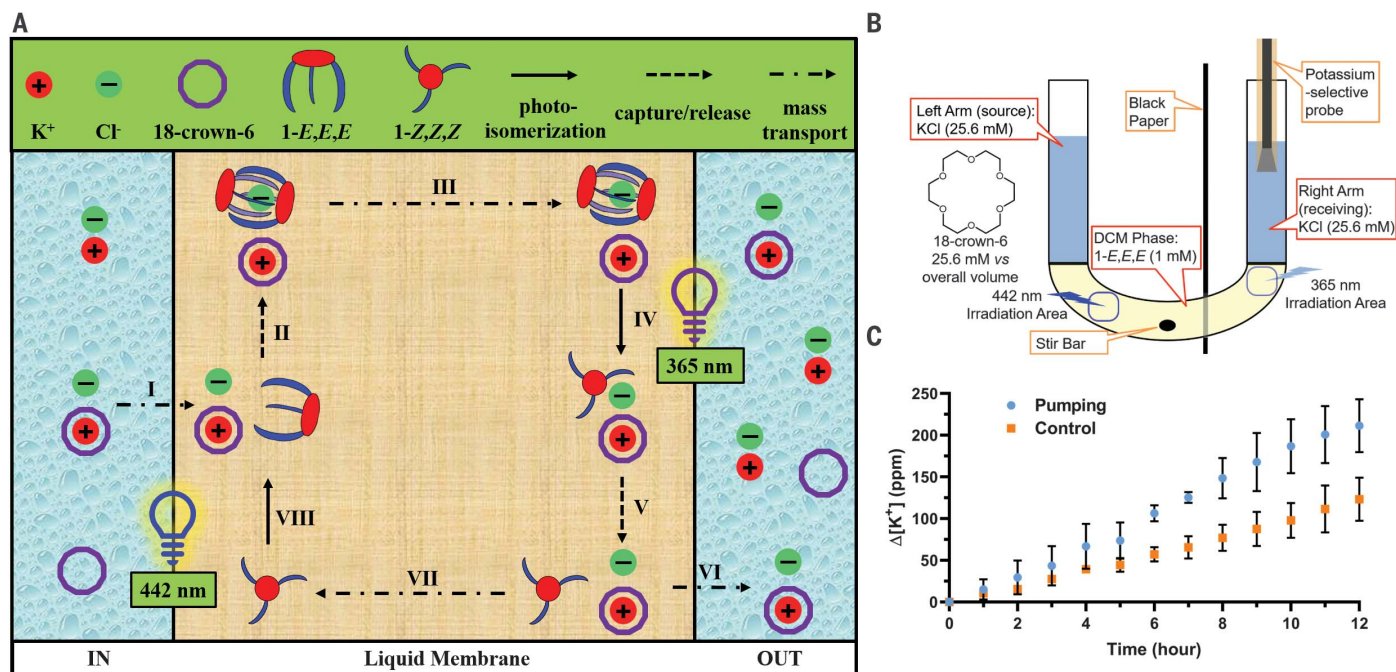 A
K⁺
Cl⁻
18-crown-6
1-E,E,E
1-Z,Z,Z
photo-
isomerization
capture/release
mass
transport
I
II
III
IV
V
VI
VII
VIII
365 nm
442 nm
IN
Liquid Membrane
OUT
B
Left Arm (source):
KCl (25.6 mM)
18-crown-6
25.6 mM vs
overall volume
Black
Paper
Potassium
-selective
probe
Right Arm
(receiving):
KCl (25.6 mM)
DCM Phase:
1-E,E,E (1 mM)
442 nm
Irradiation Area
365 nm
Irradiation Area
Stir Bar
O
O
O
O
O
O
C
Pumping
Control
Δ[K⁺] (ppm)
250
200
150
100
50
0
0 2 4 6 8 10 12
Time (hour)